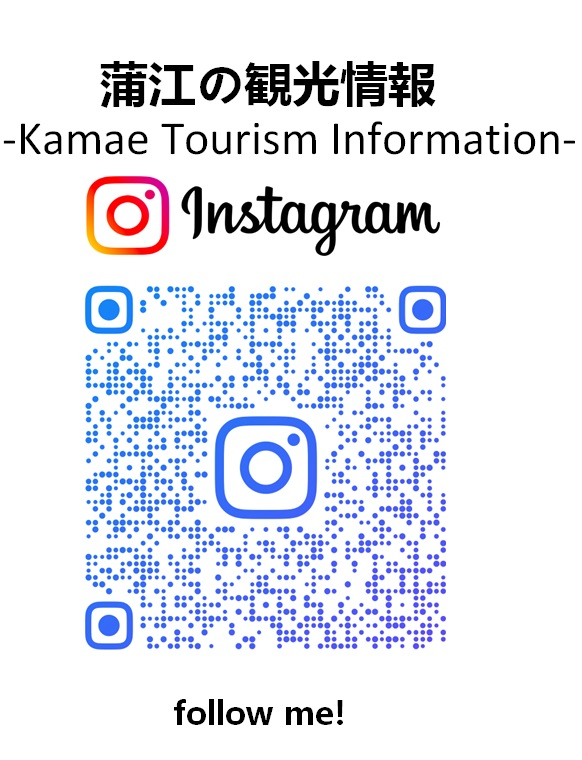 蒲江の観光情報
-Kamae Tourism Information-
Instagram
follow me!